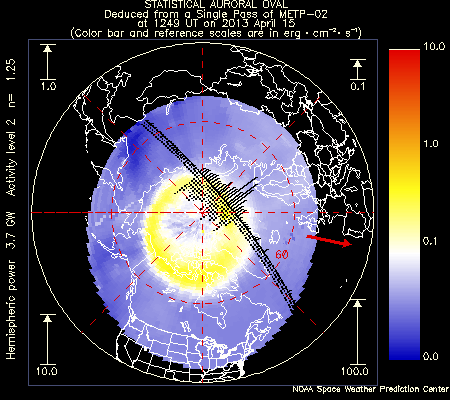 STATISTICAL AURORAL OVAL
Deduced from a Single Pass of METP-02
at 1249 UT on 2013 April 15
(Color bar and reference scales are in erg · cm⁻² · s⁻¹)
Hemispheric power 3.7 GW Activity level 2 n= 1.25
1.0
0.1
10.0
100.0
60
10.0
1.0
0.1
0.0
NOAA Space Weather Prediction Center